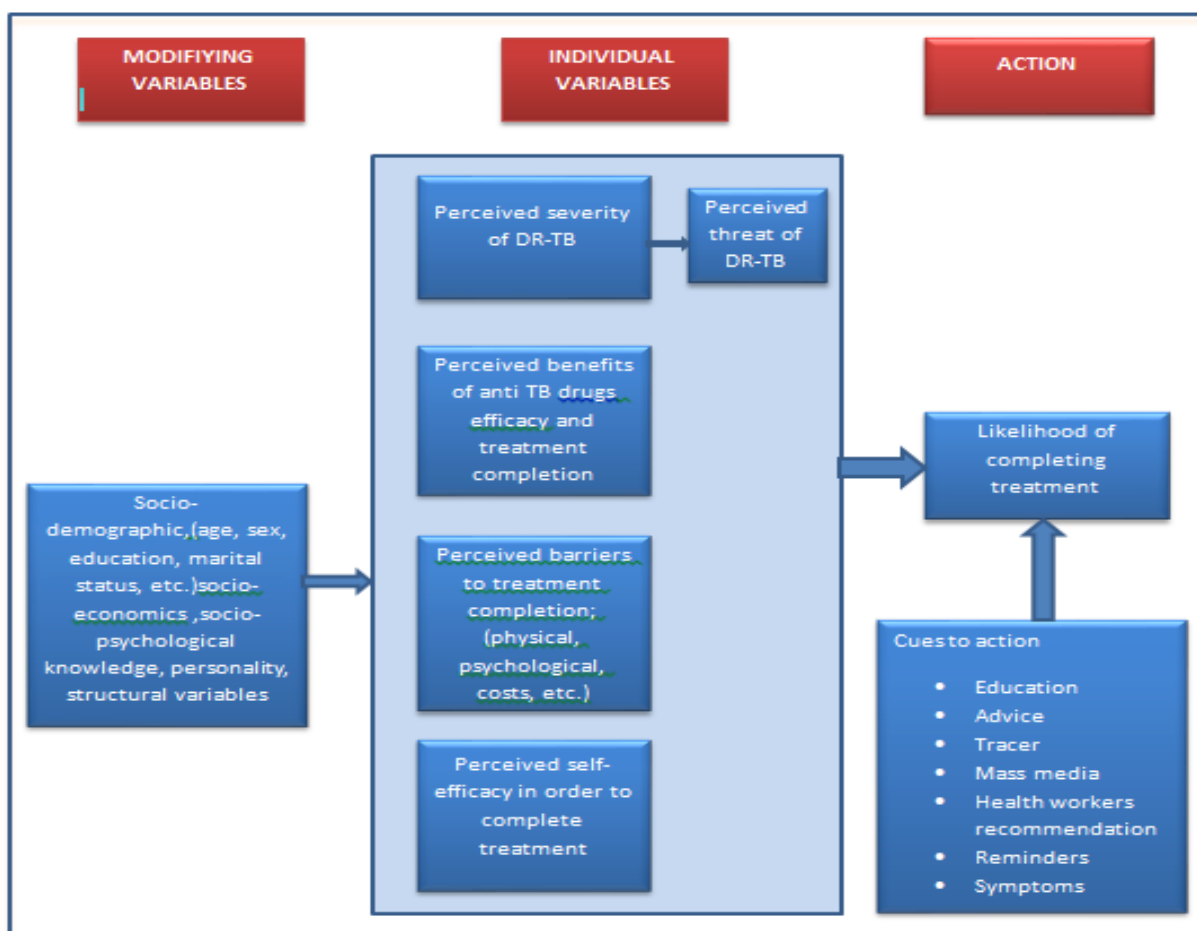 MODIFIYING
VARIABLES
INDIVIDUAL
VARIABLES
ACTION
Perceived severity
of DR-TB
Perceived
threat of
DR-TB
Perceived benefits
of anti TB drugs
efficacy and
treatment
completion
Likelihood of
completing
treatment
Socio-
demographic,(age, sex,
education, marital
status, etc.)socio-
economics ,socio-
psychological
knowledge, personality,
structural variables
Perceived barriers
to treatment
completion;
(physical,
psychological,
costs, etc.)
Perceived self-
efficacy in order to
complete
treatment
Cues to action
• Education
• Advice
• Tracer
• Mass media
• Health workers
recommendation
• Reminders
• Symptoms